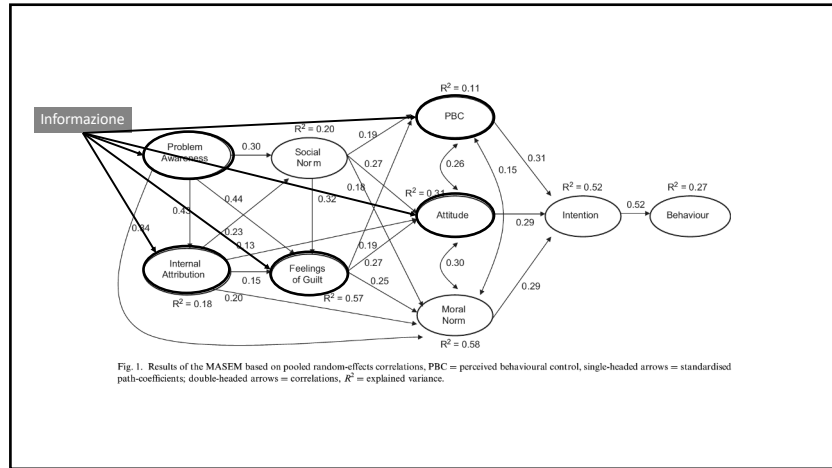 R² = 0.11
Informazione
PBC
R² = 0.20
0.19
Problem
Awareness
0.30
Social
Norm
0.31
0.27
0.26
0.15
R² = 0.52
R² = 0.27
0.18
R² = 0.31
0.44
0.32
0.43
Attitude
Intention
0.52
Behaviour
0.34
0.23
0.29
0.13
0.19
Internal
Attribution
0.15
Feelings
of Guilt
0.27
0.30
0.25
0.29
0.20
R² = 0.57
R² = 0.18
Moral
Norm
R² = 0.58
Fig. 1. Results of the MASEM based on pooled random-effects correlations, PBC = perceived behavioural control, single-headed arrows = standardised
path-coefficients; double-headed arrows = correlations, R² = explained variance.